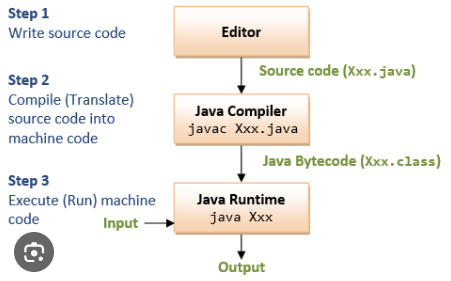 Step 1
Write source code
Editor
Source code (Xxx.java)
Step 2
Compile (Translate)
source code into
machine code
Java Compiler
javac Xxx.java
Java Bytecode (Xxx.class)
Step 3
Execute (Run) machine
code
Java Runtime
java Xxx
Input
Output